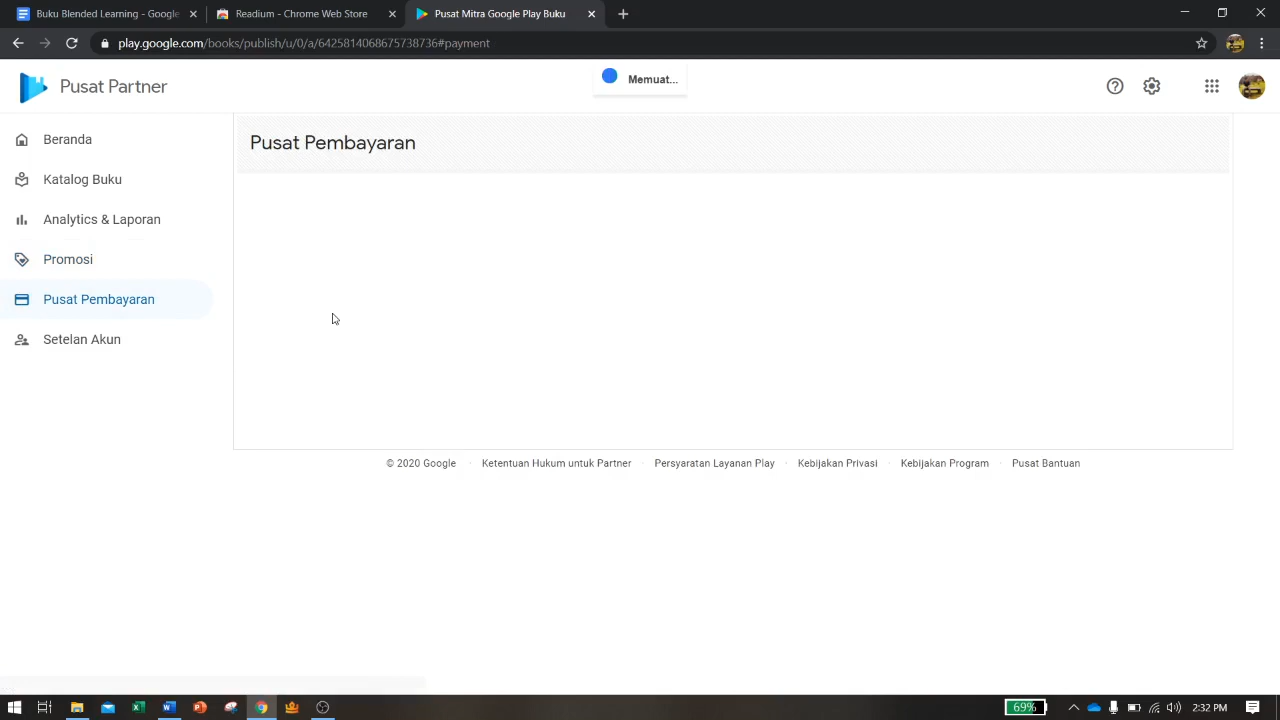 Buku Blended Learning - Google
Readium - Chrome Web Store
Pusat Mitra Google Play Buku
play.google.com/books/publish/u/0/a/6425814068675738736#payment
Pusat Partner
Memuat...
Beranda
Katalog Buku
Analytics & Laporan
Promosi
Pusat Pembayaran
Setelan Akun
Pusat Pembayaran
© 2020 Google · Ketentuan Hukum untuk Partner · Persyaratan Layanan Play · Kebijakan Privasi · Kebijakan Program · Pusat Bantuan
69%
2:32 PM